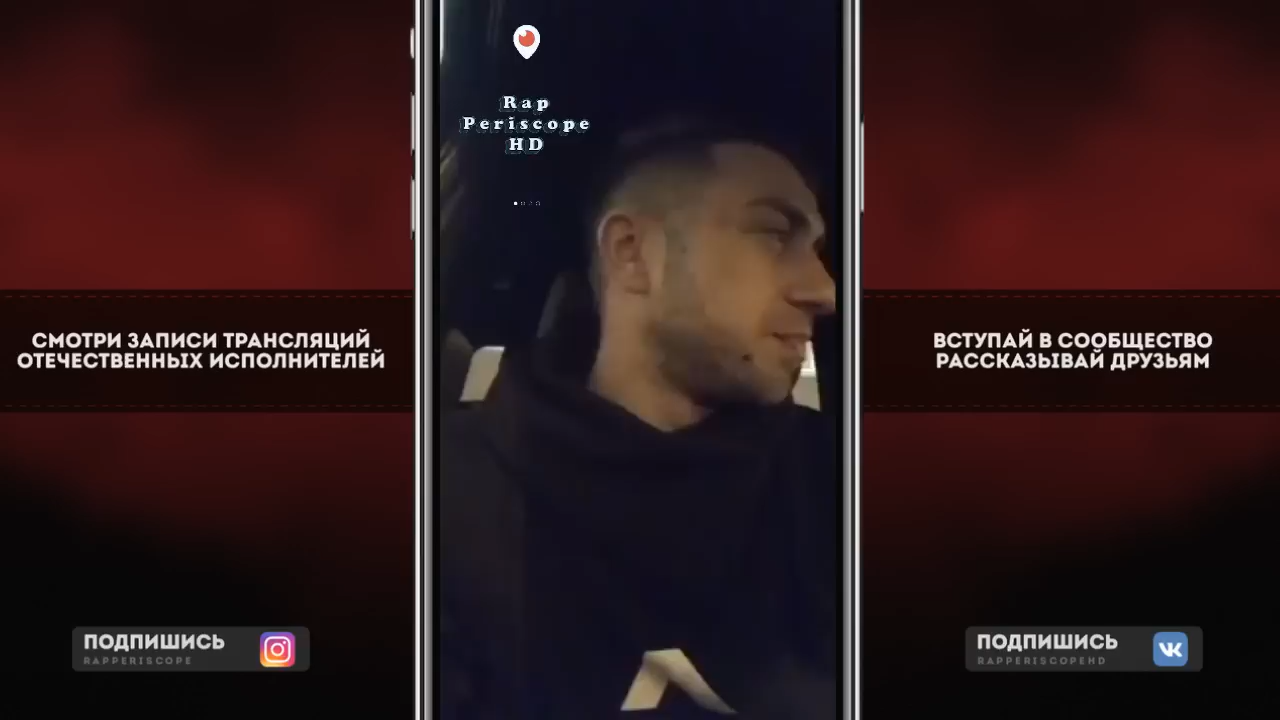 Rap
Periscope
HD
СМОТРИ ЗАПИСИ ТРАНСЛЯЦИЙ
ОТЕЧЕСТВЕННЫХ ИСПОЛНИТЕЛЕЙ
ВСТУПАЙ В СООБЩЕСТВО
РАССКАЗЫВАЙ ДРУЗЬЯМ
ПОДПИШИСЬ
RAPPERISCOPE
ПОДПИШИСЬ
RAPPERISCOPEHD